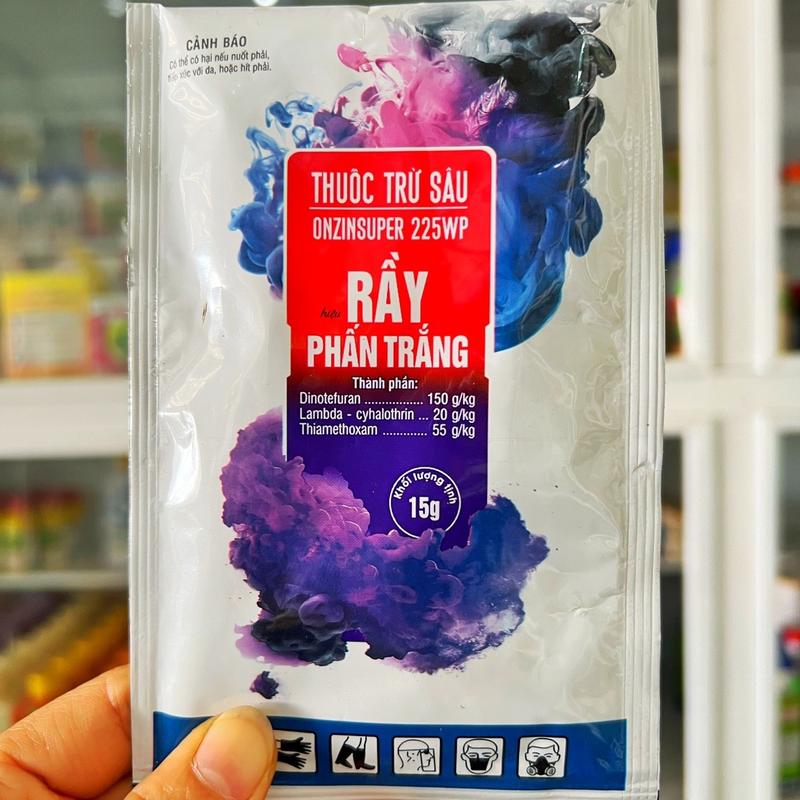 CẢNH BÁO
Có thể có hại nếu nuốt phải,
tiếp xúc với da, hoặc hít phải.
THUỐC TRỪ SÂU
ONZINSUPER 225WP
hiệu RẦY
PHẤN TRẮNG
Thành phần:
Dinotefuran ................. 150 g/kg
Lambda - cyhalothrin ... 20 g/kg
Thiamethoxam ............. 55 g/kg
Khối lượng tịnh
15g